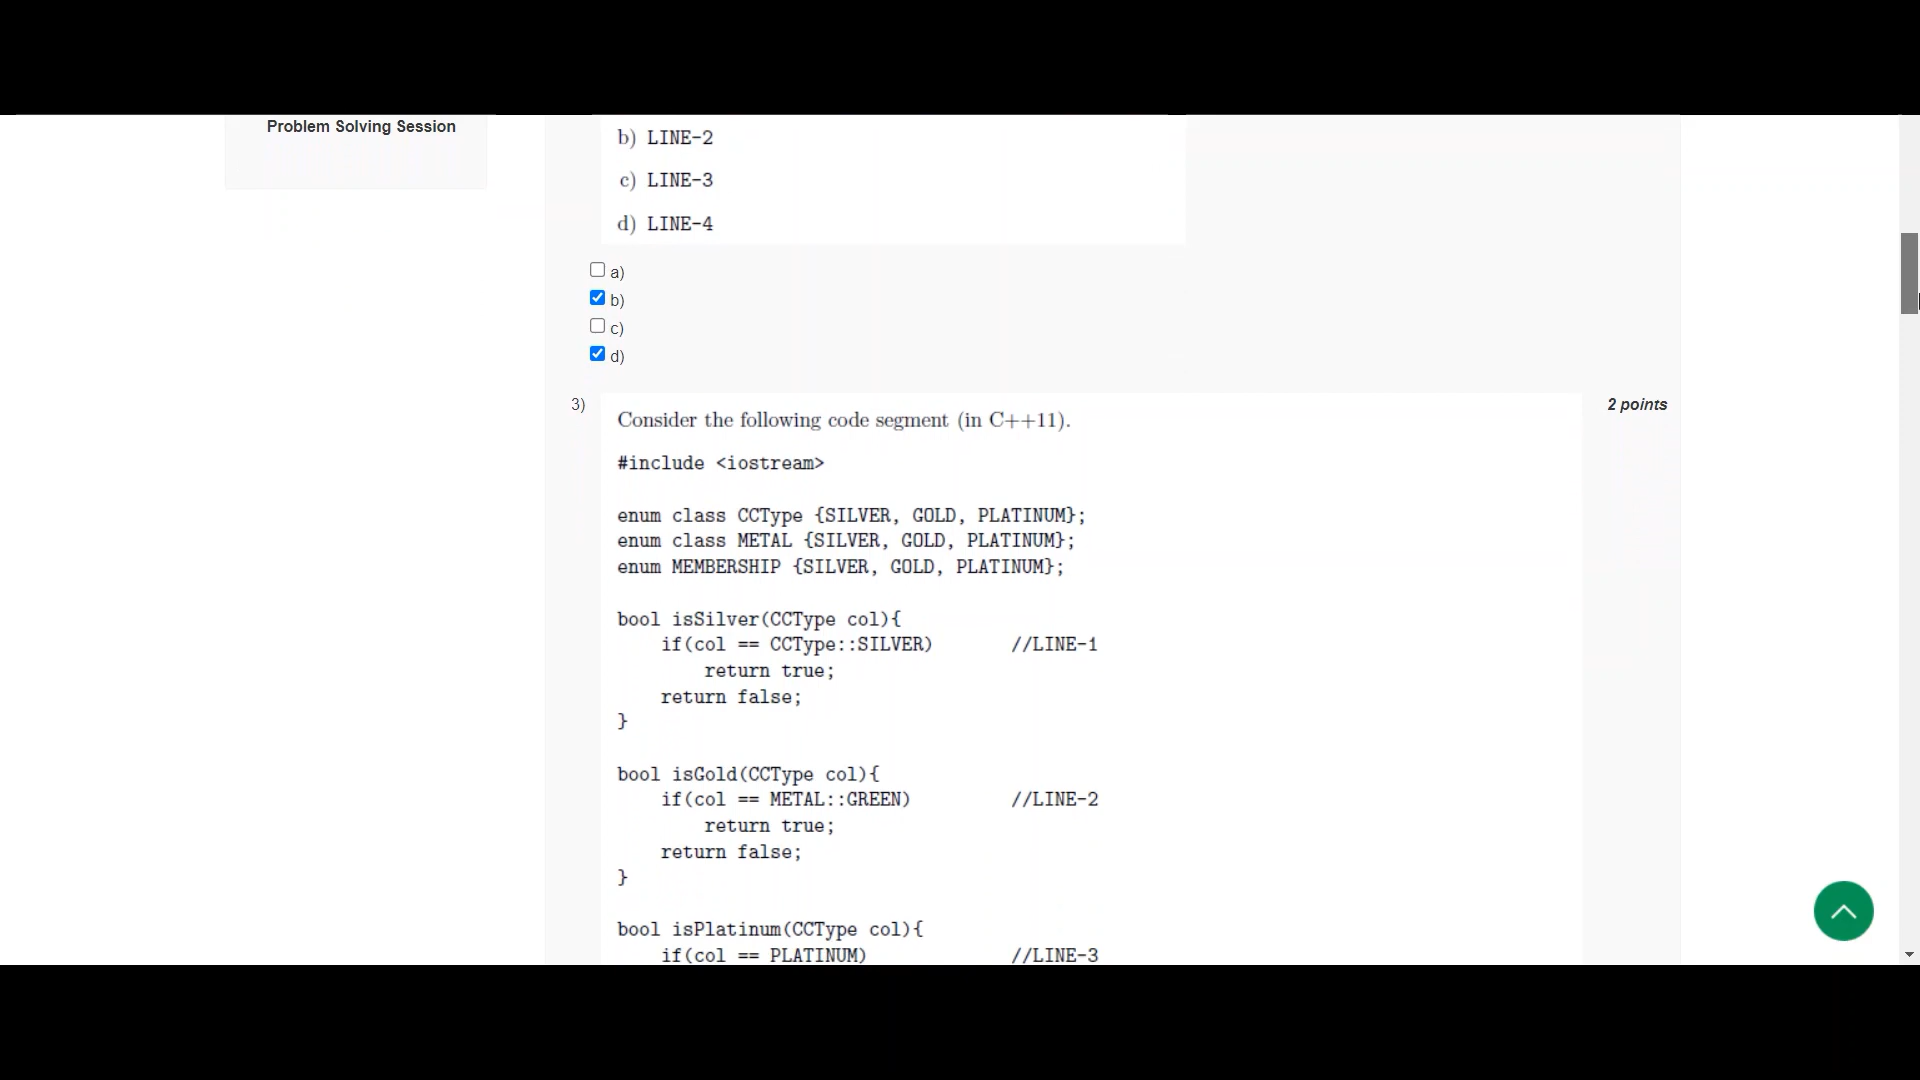 Problem Solving Session
b) LINE-2
c) LINE-3
d) LINE-4
a)
b)
c)
d)
3)
2 points
Consider the following code segment (in C++11).
#include <iostream>
enum class CCType {SILVER, GOLD, PLATINUM};
enum class METAL {SILVER, GOLD, PLATINUM};
enum MEMBERSHIP {SILVER, GOLD, PLATINUM};
bool isSilver(CCType col){
if(col == CCType::SILVER) //LINE-1
return true;
return false;
}
bool isGold(CCType col){
if(col == METAL::GREEN) //LINE-2
return true;
return false;
}
bool isPlatinum(CCType col){
if(col == PLATINUM) //LINE-3